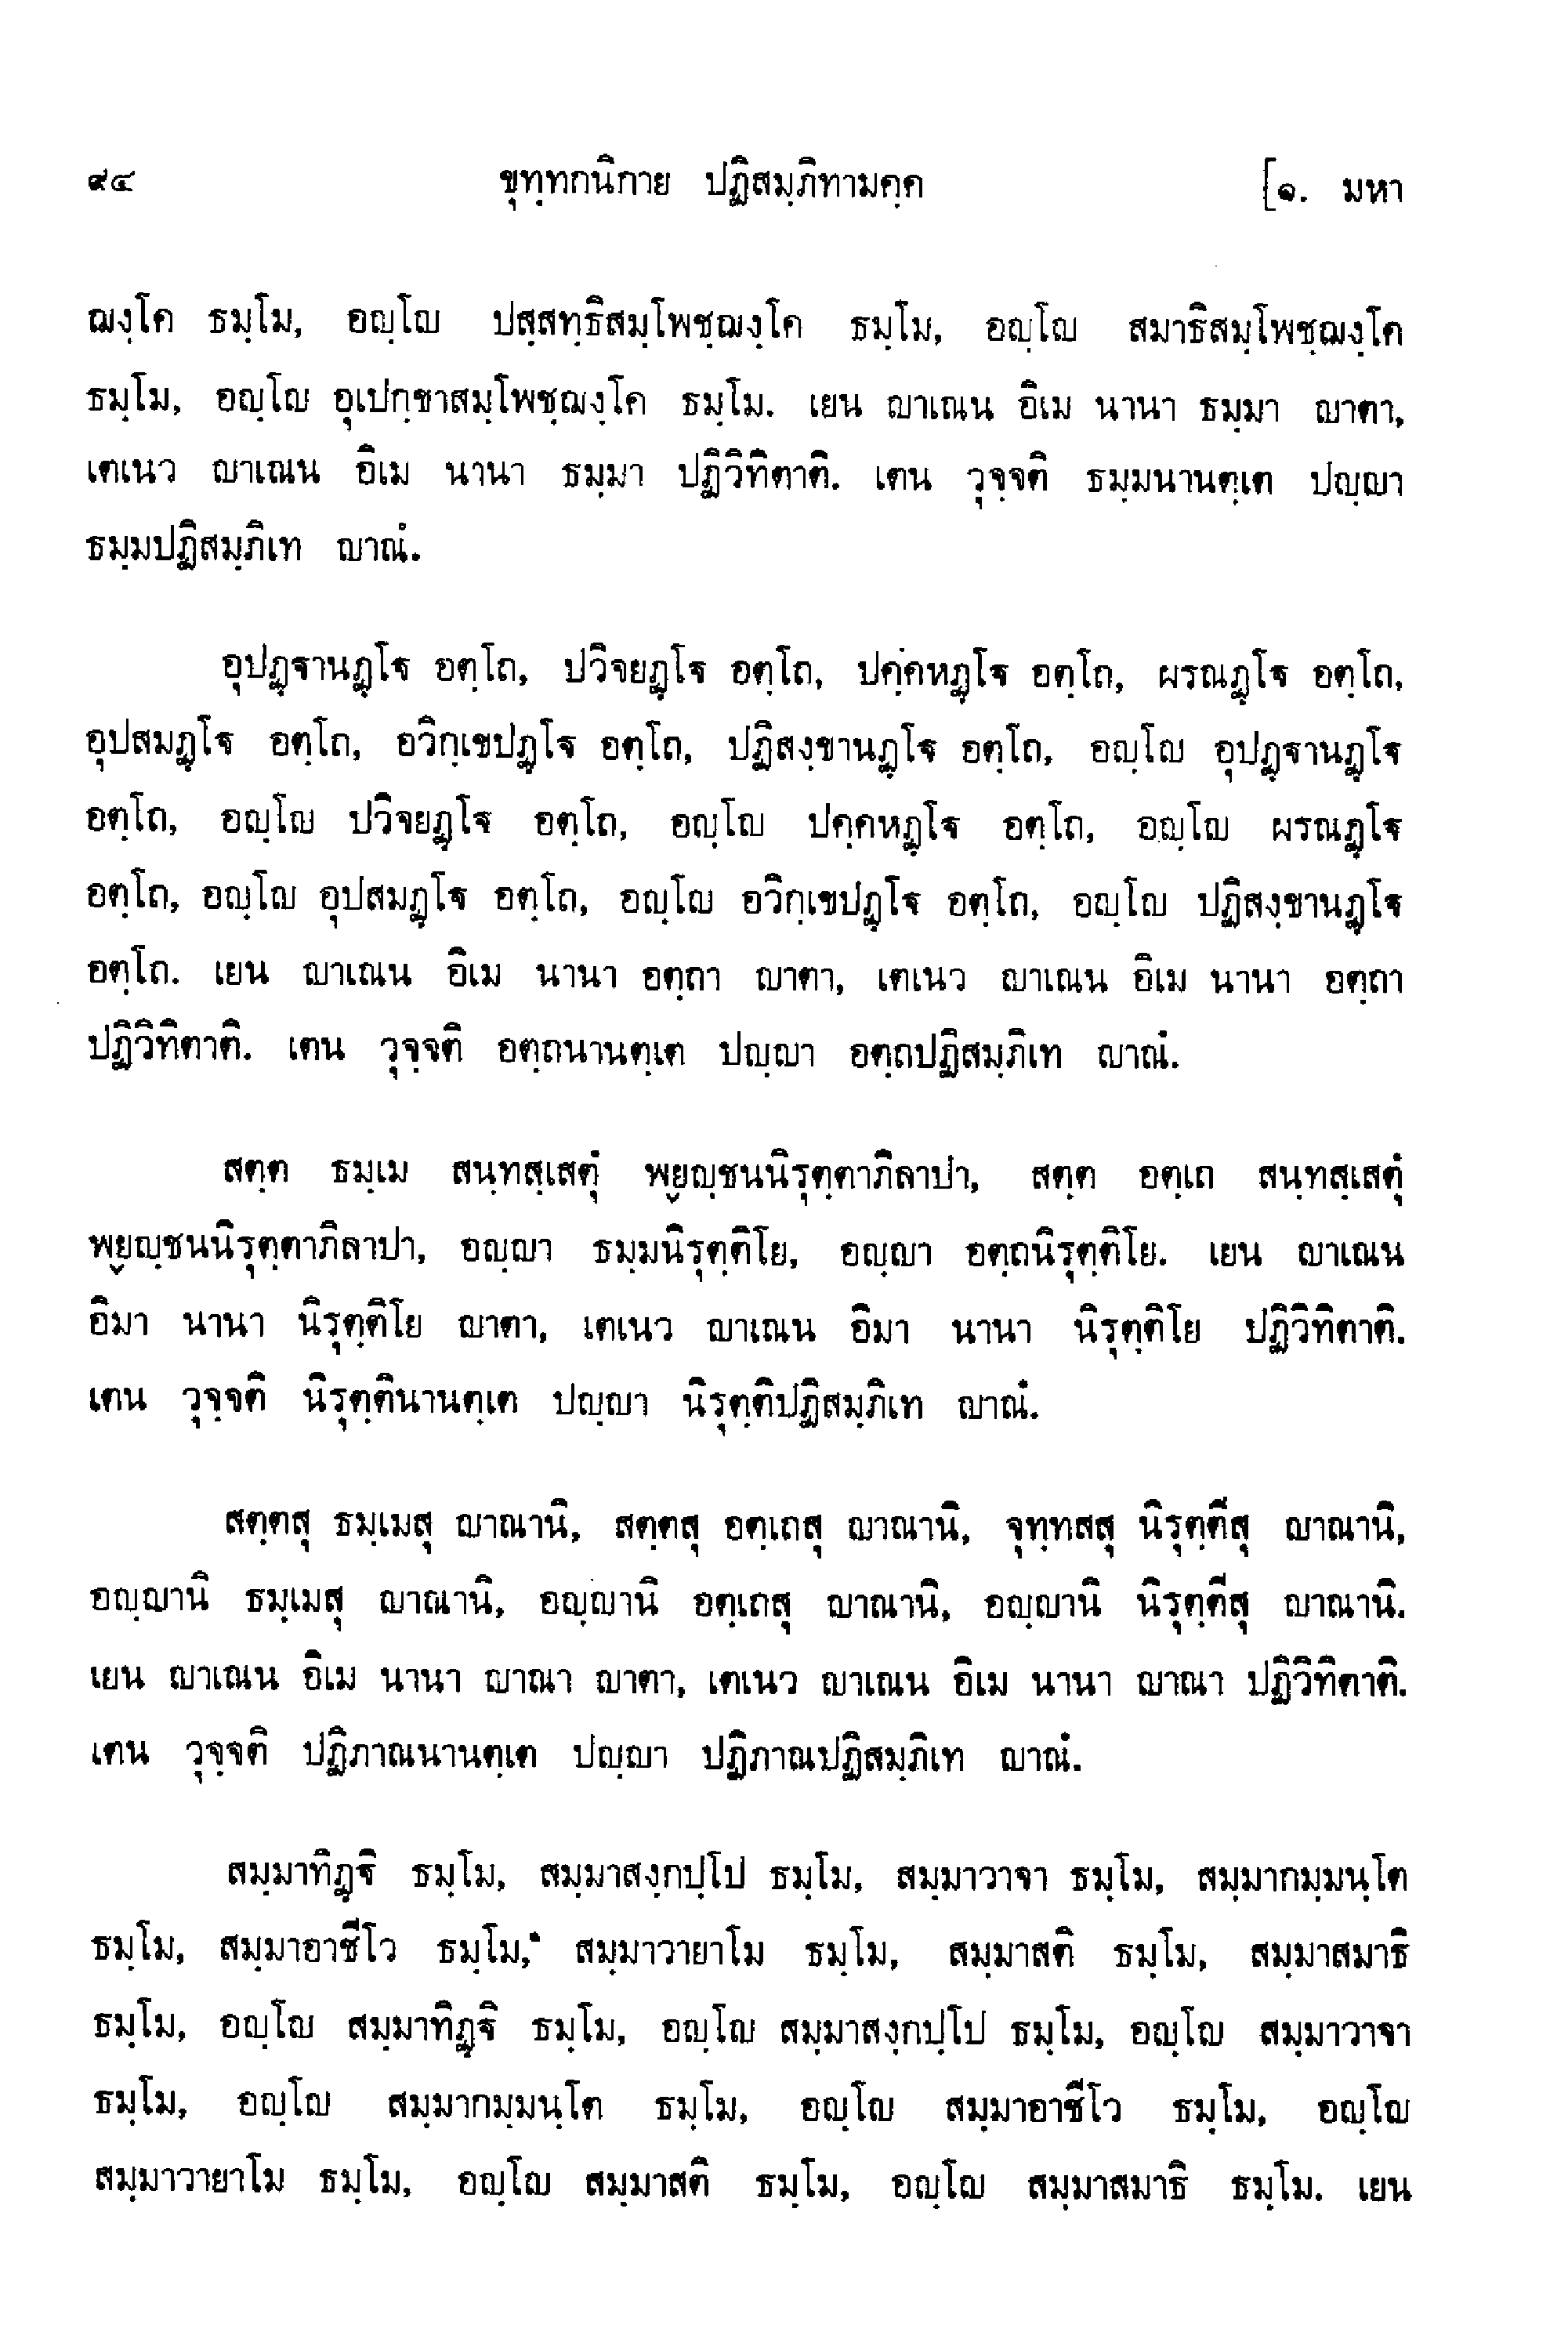 ๙๔ ขุทฺทกนิกาย ปฏิสมฺภิทามคฺค [๑. มหา
ฌงฺโค ธมฺโม, อญฺโญ ปสฺสทฺธิสมฺโพชฺฌงฺโค ธมฺโม, อญฺโญ สมาธิสมฺโพชฺฌงฺโค
ธมฺโม, อญฺโญ อุเปกฺขาสมฺโพชฺฌงฺโค ธมฺโม. เยน ญาเณน อิเม นานา ธมฺมา ญาตา,
เตเนว ญาเณน อิเม นานา ธมฺมา ปฏิวิทิตาติ. เตน วุจฺจติ ธมฺมนานตฺเต ปญฺญา
ธมฺมปฏิสมฺภิเท ญาณํ.
อุปฏฺฐานฏฺโฐ อตฺโถ, ปวิจยฏฺโฐ อตฺโถ, ปคฺคหฏฺโฐ อตฺโถ, ผรณฏฺโฐ อตฺโถ,
อุปสมฏฺโฐ อตฺโถ, อวิกฺเขปฏฺโฐ อตฺโถ, ปฏิสงฺขานฏฺโฐ อตฺโถ, อญฺโญ อุปฏฺฐานฏฺโฐ
อตฺโถ, อญฺโญ ปวิจยฏฺโฐ อตฺโถ, อญฺโญ ปคฺคหฏฺโฐ อตฺโถ, อญฺโญ ผรณฏฺโฐ
อตฺโถ, อญฺโญ อุปสมฏฺโฐ อตฺโถ, อญฺโญ อวิกฺเขปฏฺโฐ อตฺโถ, อญฺโญ ปฏิสงฺขานฏฺโฐ
อตฺโถ. เยน ญาเณน อิเม นานา อตฺถา ญาตา, เตเนว ญาเณน อิเม นานา อตฺถา
ปฏิวิทิตาติ. เตน วุจฺจติ อตฺถนานตฺเต ปญฺญา อตฺถปฏิสมฺภิเท ญาณํ.
สตฺต ธมฺเม สนฺทสฺเสตุํ พฺยญฺชนนิรุตฺตาภิลาปา, สตฺต อตฺเถ สนฺทสฺเสตุํ
พฺยญฺชนนิรุตฺตาภิลาปา, อญฺญา ธมฺมนิรุตฺติโย, อญฺญา อตฺถนิรุตฺติโย. เยน ญาเณน
อิมา นานา นิรุตฺติโย ญาตา, เตเนว ญาเณน อิมา นานา นิรุตฺติโย ปฏิวิทิตาติ.
เตน วุจฺจติ นิรุตฺตินานตฺเต ปญฺญา นิรุตฺติปฏิสมฺภิเท ญาณํ.
สตฺตสุ ธมฺเมสุ ญาณานิ, สตฺตสุ อตฺเถสุ ญาณานิ, จุทฺทสสุ นิรุตฺตีสุ ญาณานิ,
อญฺญานิ ธมฺเมสุ ญาณานิ, อญฺญานิ อตฺเถสุ ญาณานิ, อญฺญานิ นิรุตฺตีสุ ญาณานิ.
เยน ญาเณน อิเม นานา ญาณา ญาตา, เตเนว ญาเณน อิเม นานา ญาณา ปฏิวิทิตาติ.
เตน วุจฺจติ ปฏิภาณนานตฺเต ปญฺญา ปฏิภาณปฏิสมฺภิเท ญาณํ.
สมฺมาทิฏฺฐิ ธมฺโม, สมฺมาสงฺกปฺโป ธมฺโม, สมฺมาวาจา ธมฺโม, สมฺมากมฺมนฺโต
ธมฺโม, สมฺมาอาชีโว ธมฺโม, สมฺมาวายาโม ธมฺโม, สมฺมาสติ ธมฺโม, สมฺมาสมาธิ
ธมฺโม, อญฺโญ สมฺมาทิฏฺฐิ ธมฺโม, อญฺโญ สมฺมาสงฺกปฺโป ธมฺโม, อญฺโญ สมฺมาวาจา
ธมฺโม, อญฺโญ สมฺมากมฺมนฺโต ธมฺโม, อญฺโญ สมฺมาอาชีโว ธมฺโม, อญฺโญ
สมฺมาวายาโม ธมฺโม, อญฺโญ สมฺมาสติ ธมฺโม, อญฺโญ สมฺมาสมาธิ ธมฺโม. เยน